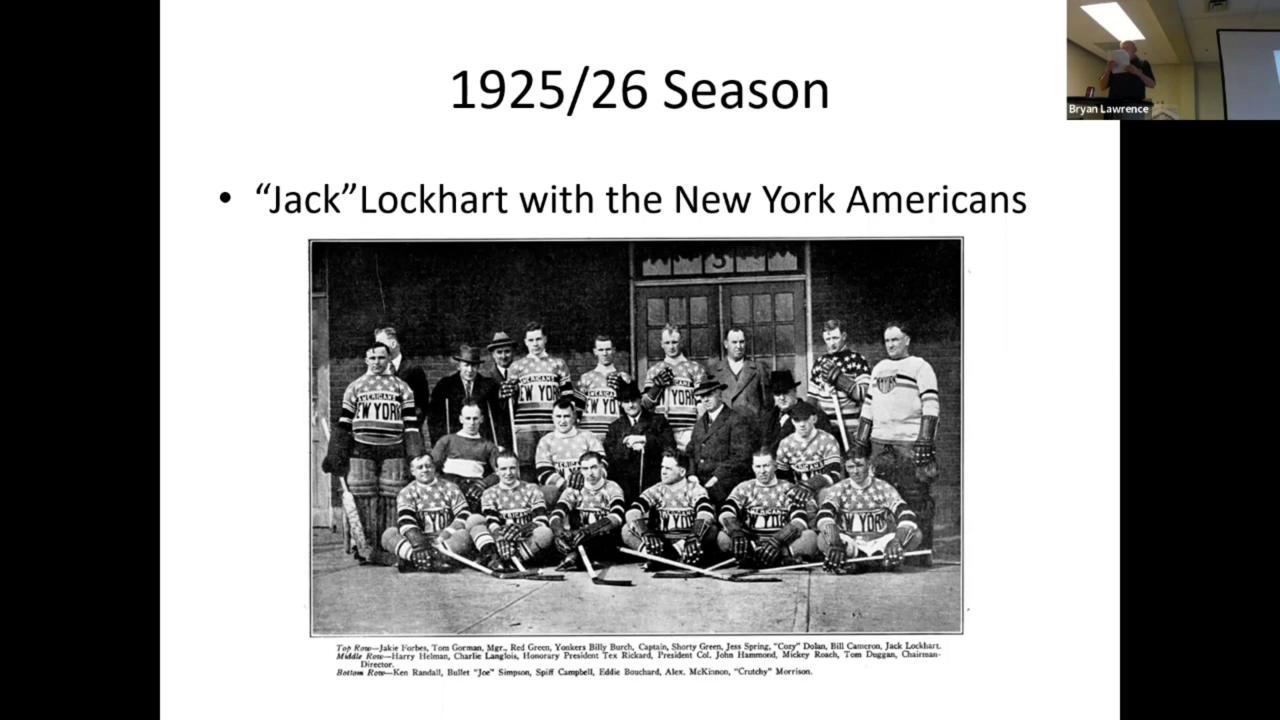 1925/26 Season
Bryan Lawrence
• “Jack”Lockhart with the New York Americans
AMERICANS
NEW YORK
Top Row—Jakie Forbes, Tom Gorman, Mgr., Red Green, Yonkers Billy Burch, Captain, Shorty Green, Jess Spring, "Cozy" Dolan, Bill Cameron, Jack Lockhart.
Middle Row—Harry Helman, Charlie Langlois, Honorary President Tex Rickard, President Col. John Hammond, Mickey Roach, Tom Duggan, Chairman-
Director.
Bottom Row—Ken Randall, Bullet "Joe" Simpson, Spiff Campbell, Eddie Bouchard, Alex. McKinnon, "Crutchy" Morrison.